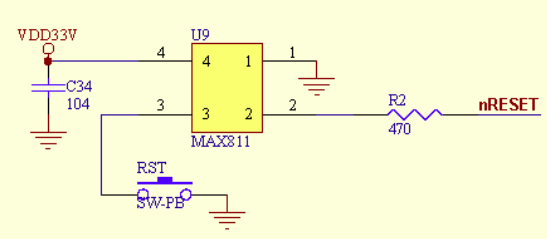 VDD33V
U9
4 4 1 1
C34
104
3 3 2 2
R2
nRESET
470
MAX811
RST
SW-PB